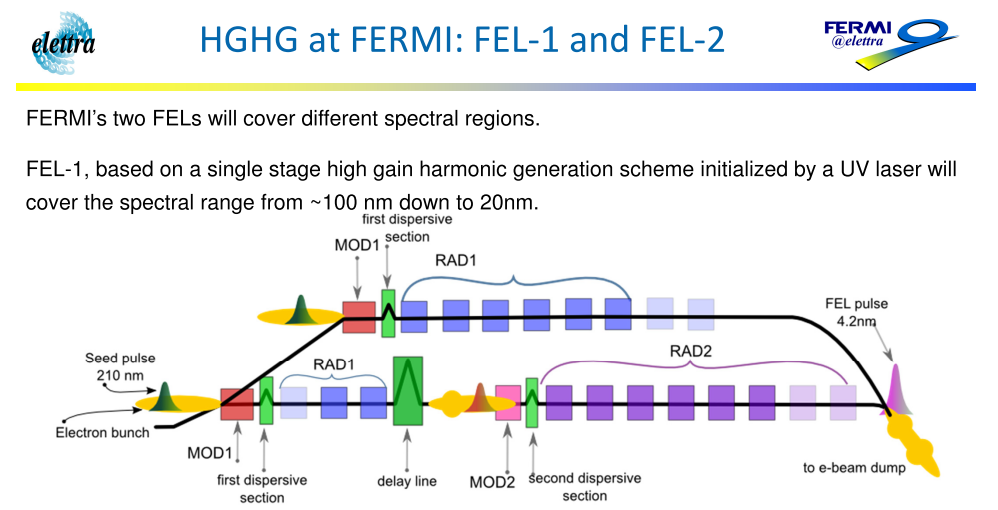 elettra
HGHG at FERMI: FEL-1 and FEL-2
FERMI
@elettra
FERMI's two FELs will cover different spectral regions.
FEL-1, based on a single stage high gain harmonic generation scheme initialized by a UV laser will
cover the spectral range from ~100 nm down to 20nm.
first dispersive
section
MOD1
RAD1
FEL pulse
4.2nm
Seed pulse
210 nm
RAD1
RAD2
Electron bunch
MOD1
first dispersive
section
delay line
MOD2
second dispersive
section
to e-beam dump